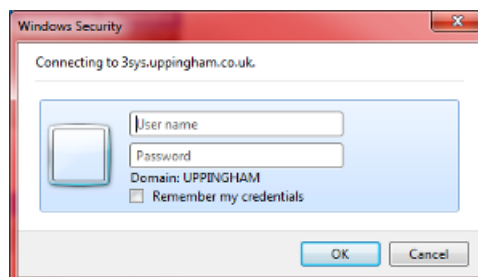 Windows Security
Connecting to 3sys.uppingham.co.uk.
User name
Password
Domain: UPPINGHAM
Remember my credentials
OK Cancel